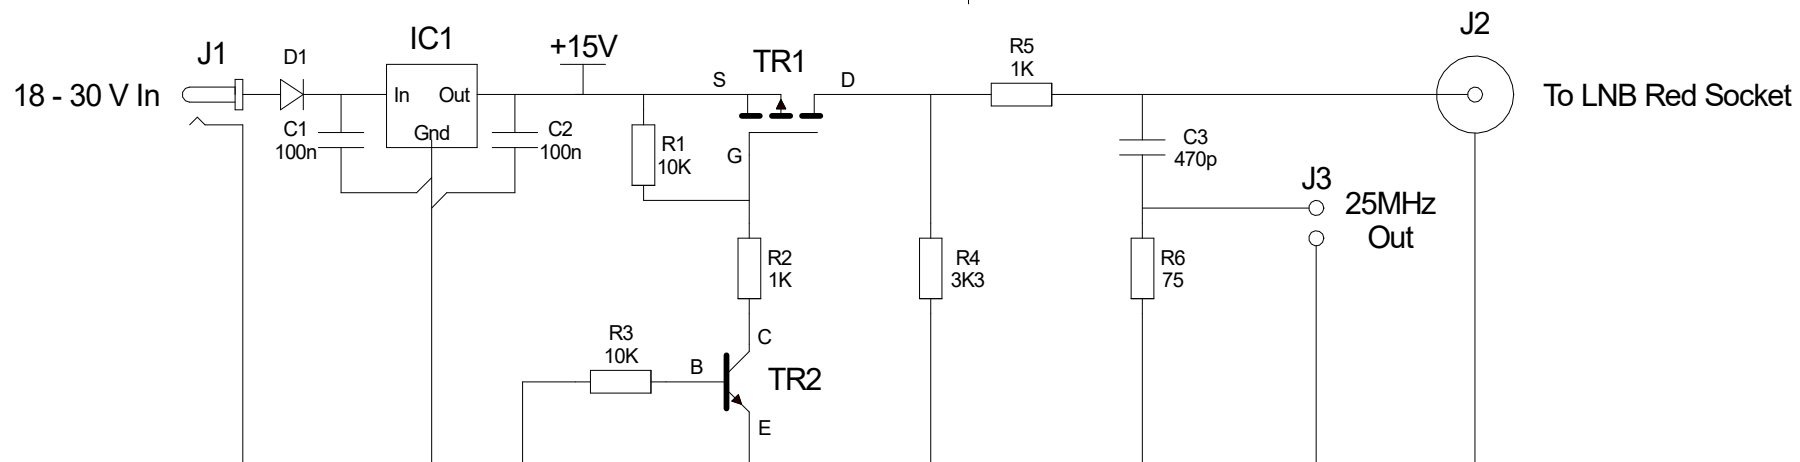 J1
18 - 30 V In
D1
IC1
In
Out
Gnd
C1
100n
C2
100n
+15V
R1
10K
S
TR1
D
G
R2
1K
R3
10K
B
C
TR2
E
R4
3K3
R5
1K
C3
470p
R6
75
J3
25MHz
Out
J2
To LNB Red Socket